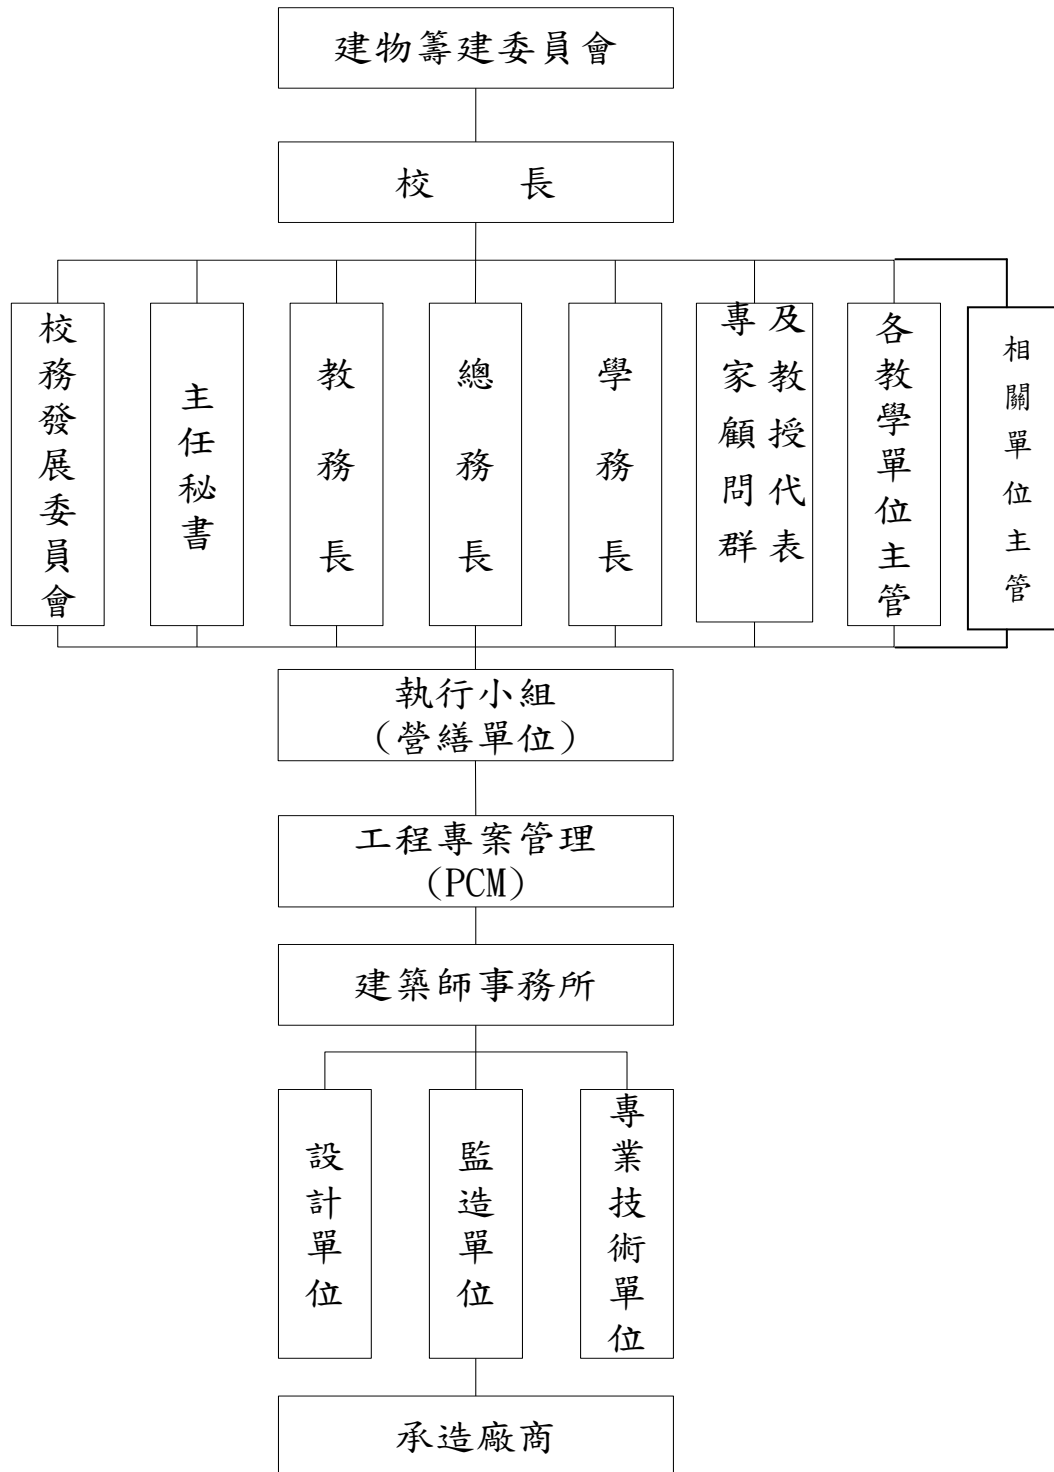 建物籌建委員會
校 長
校務發展委員會
主任秘書
教務長
總務長
學務長
專家顧問群
及教授代表
各教學單位主管
相關單位主管
執行小組
(營繕單位)
工程專案管理
(PCM)
建築師事務所
設計單位
監造單位
專業技術單位
承造廠商